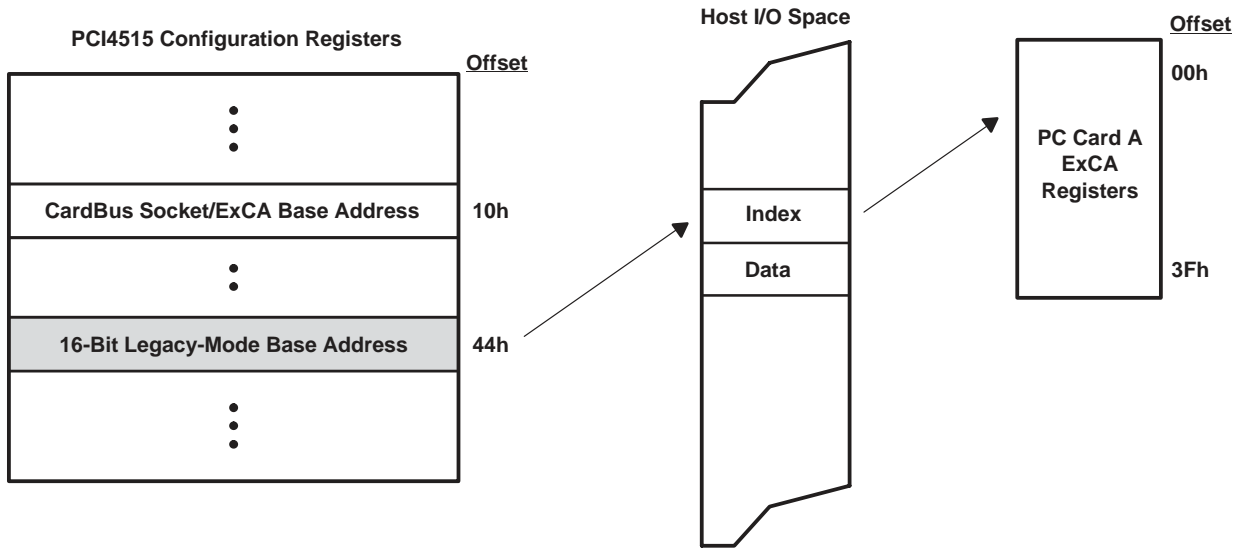 PCI4515 Configuration Registers
Offset
CardBus Socket/ExCA Base Address
10h
16-Bit Legacy-Mode Base Address
44h
Host I/O Space
Index
Data
Offset
00h
PC Card A
ExCA
Registers
3Fh